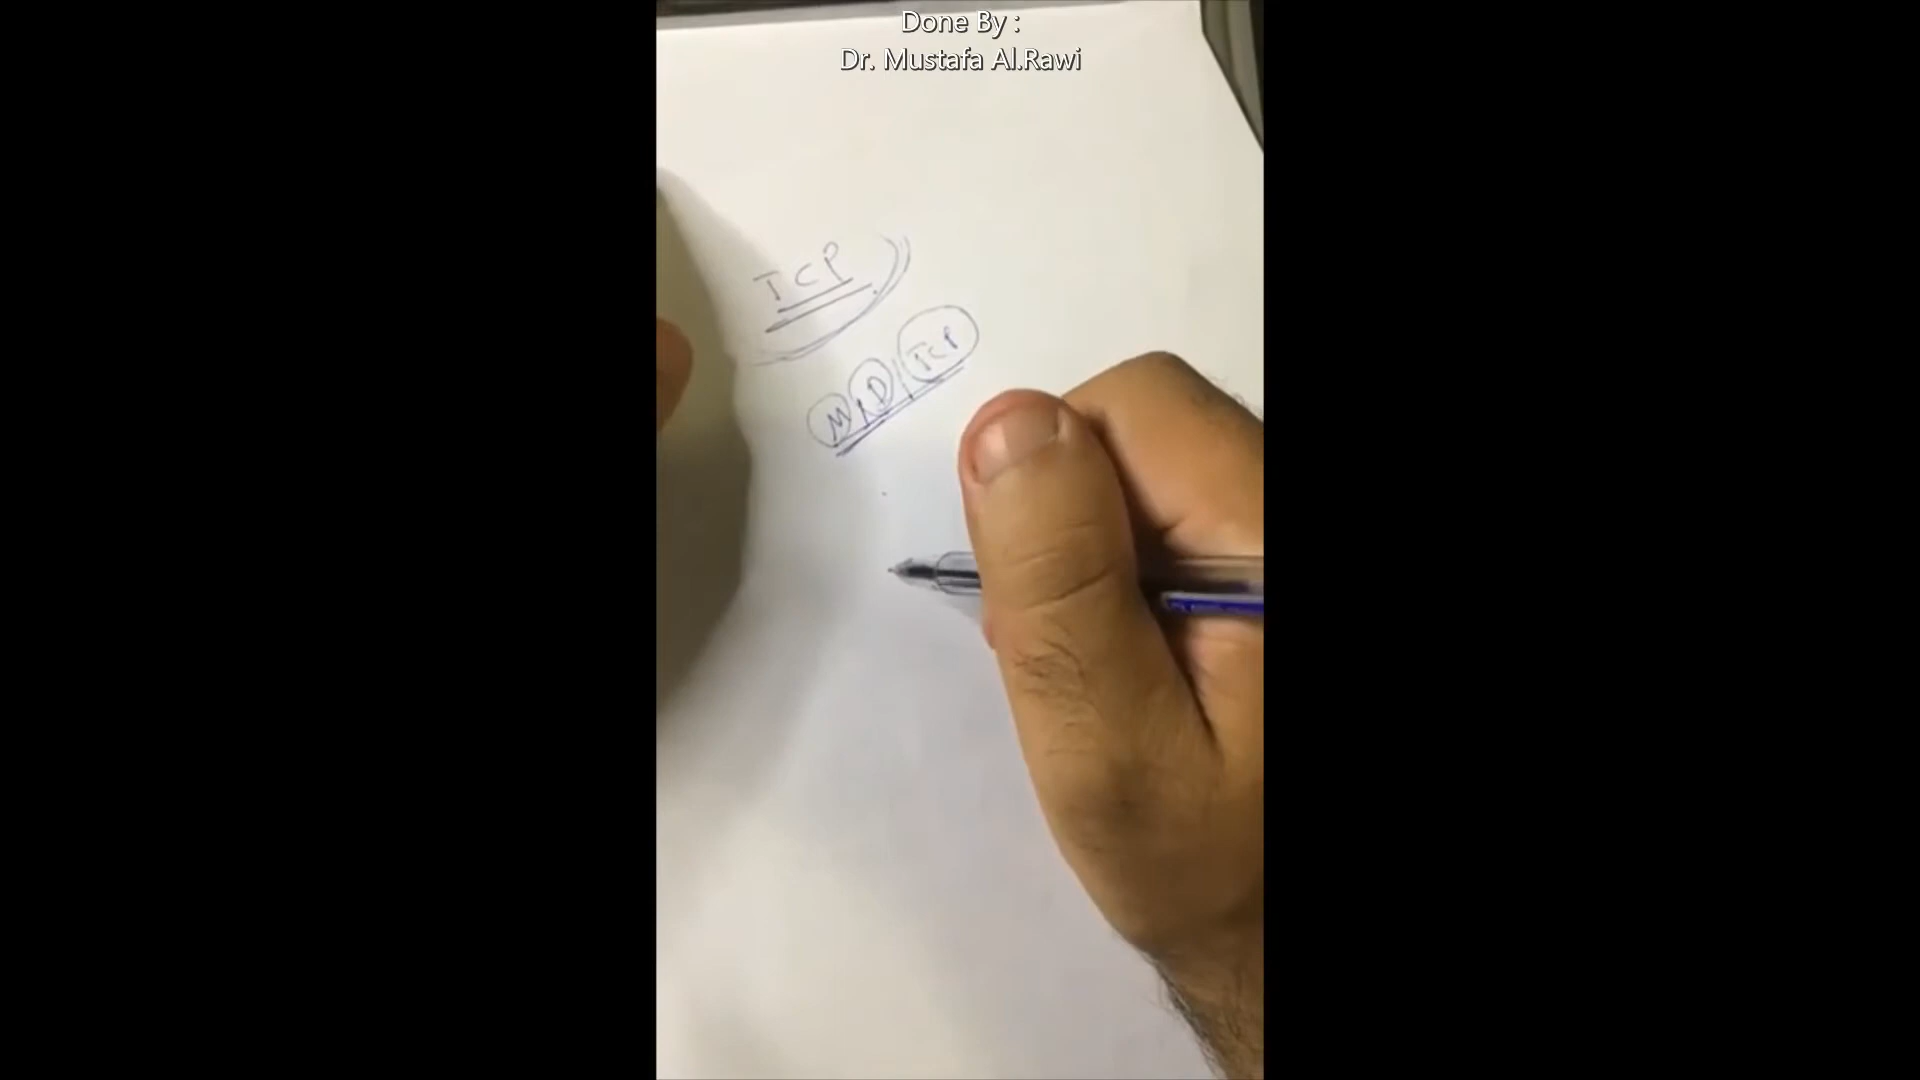 Done By :
Dr. Mustafa Al.Rawi
TCP
M, D, TCP